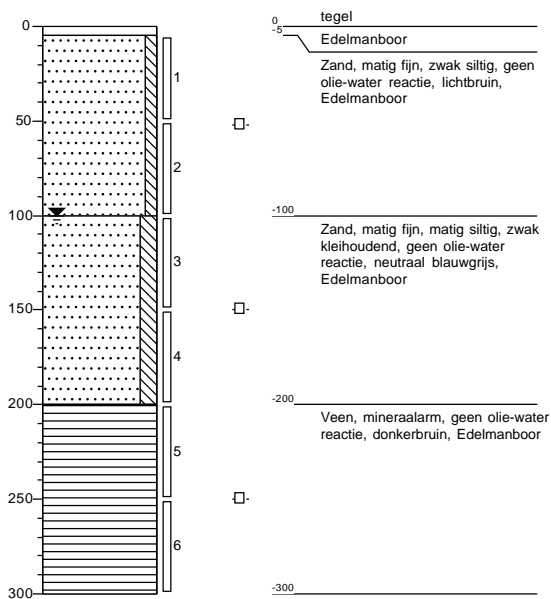 0
50
100
150
200
250
300
1
2
3
4
5
6
0
-5
tegel
Edelmanboor
Zand, matig fijn, zwak siltig, geen
olie-water reactie, lichtbruin,
Edelmanboor
-100
Zand, matig fijn, matig siltig, zwak
kleihoudend, geen olie-water
reactie, neutraal blauwgrijs,
Edelmanboor
-200
Veen, mineraalarm, geen olie-water
reactie, donkerbruin, Edelmanboor
-300